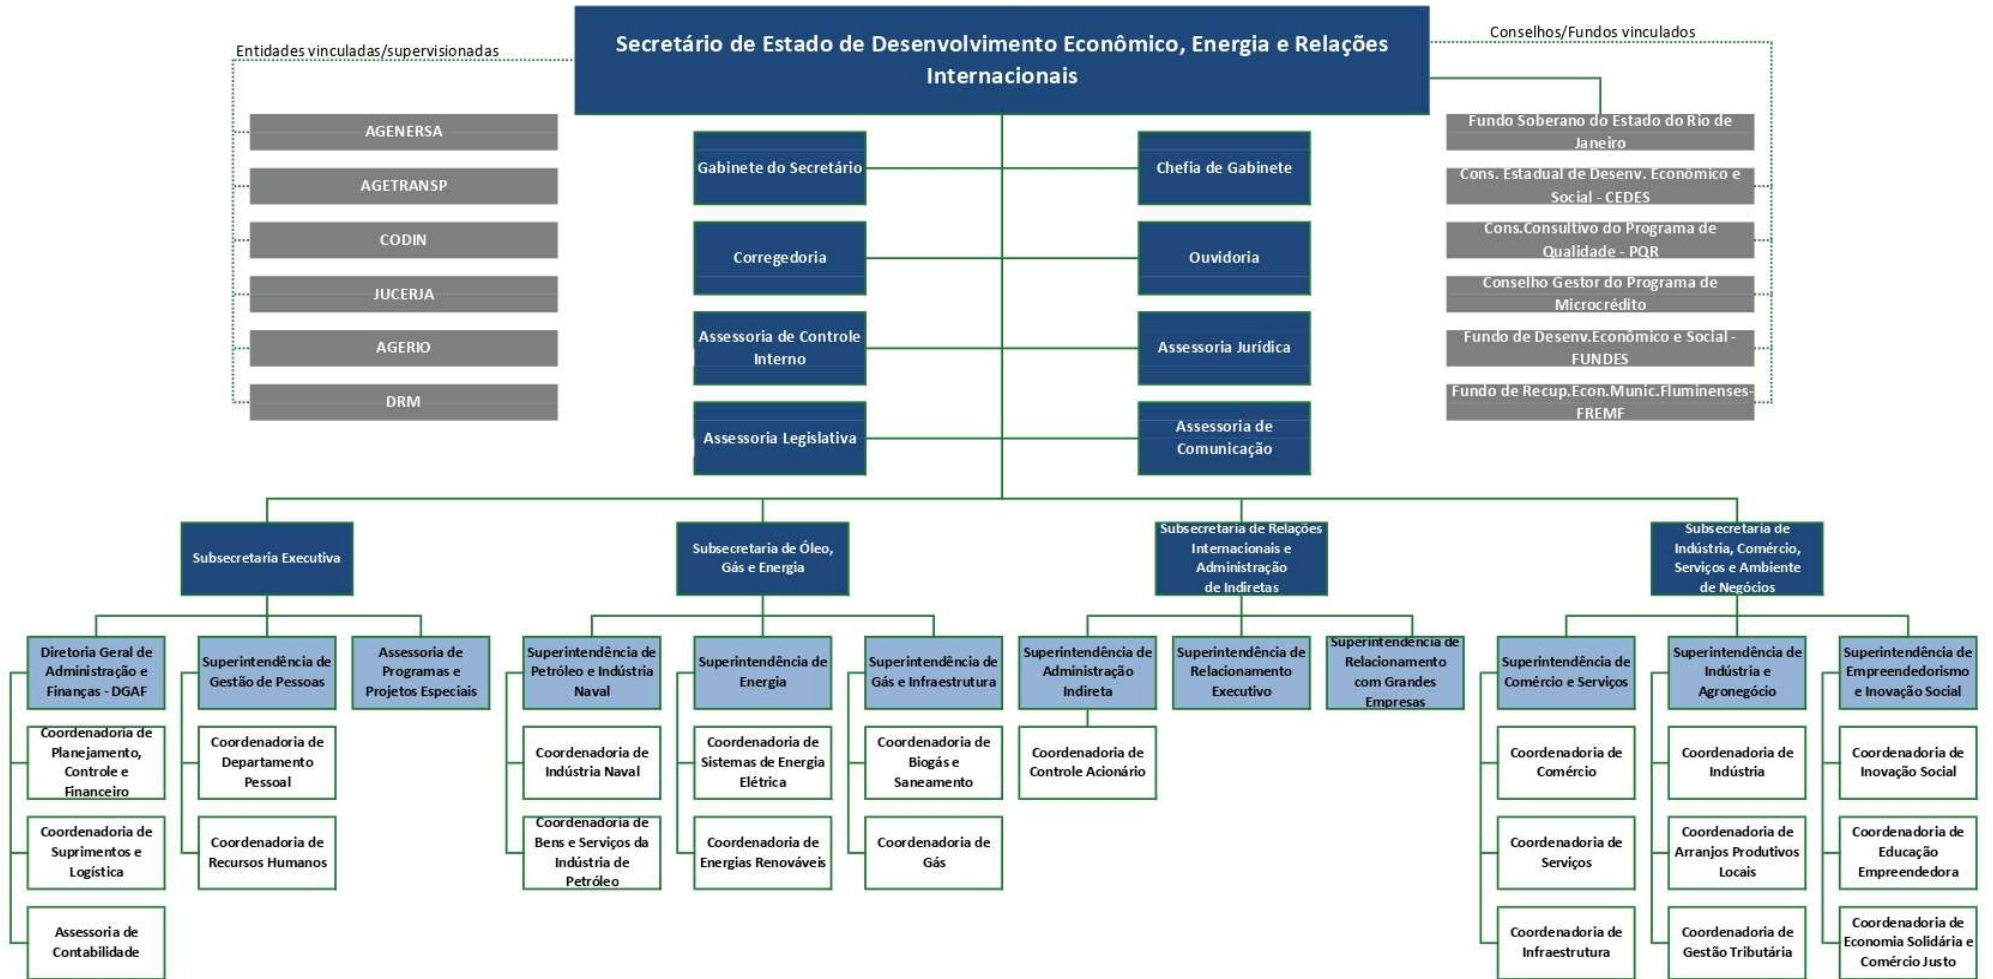 Secretário de Estado de Desenvolvimento Econômico, Energia e Relações
Internacionais
Entidades vinculadas/supervisionadas
Conselhos/Fundos vinculados
AGENERSA
AGETRANSP
CODIN
JUCERJA
AGERIO
DRM
Gabinete do Secretário
Chefia de Gabinete
Corregedoria
Ouvidoria
Assessoria de Controle
Interno
Assessoria Jurídica
Assessoria Legislativa
Assessoria de
Comunicação
Fundo Soberano do Estado do Rio de
Janeiro
Cons. Estadual de Desenv. Econômico e
Social - CEDES
Cons.Consultivo do Programa de
Qualidade - PQR
Conselho Gestor do Programa de
Microcrédito
Fundo de Desenv.Econômico e Social -
FUNDES
Fundo de Recup.Econ.Munic.Fluminenses-
FREMF
Subsecretaria Executiva
Subsecretaria de Óleo,
Gás e Energia
Subsecretaria de Relações
Internacionais e
Administração
de Indiretas
Subsecretaria de
Indústria, Comércio,
Serviços e Ambiente
de Negócios
Diretoria Geral de
Administração e
Finanças - DGAF
Superintendência de
Gestão de Pessoas
Assessoria de
Programas e
Projetos Especiais
Superintendência de
Petróleo e Indústria
Naval
Superintendência de
Energia
Superintendência de
Gás e Infraestrutura
Superintendência de
Administração
Indireta
Superintendência de
Relacionamento
Executivo
Superintendência de
Relacionamento
com Grandes
Empresas
Superintendência de
Comércio e Serviços
Superintendência de
Indústria e
Agronegócio
Superintendência de
Empreendedorismo
e Inovação Social
Coordenadoria de
Planejamento,
Controle e
Financeiro
Coordenadoria de
Departamento
Pessoal
Coordenadoria de
Indústria Naval
Coordenadoria de
Sistemas de Energia
Elétrica
Coordenadoria de
Biogás e
Saneamento
Coordenadoria de
Controle Acionário
Coordenadoria de
Comércio
Coordenadoria de
Indústria
Coordenadoria de
Inovação Social
Coordenadoria de
Suprimentos e
Logística
Coordenadoria de
Recursos Humanos
Coordenadoria de
Bens e Serviços da
Indústria de
Petróleo
Coordenadoria de
Energias Renováveis
Coordenadoria de
Gás
Coordenadoria de
Serviços
Coordenadoria de
Arranjos Produtivos
Locais
Coordenadoria de
Educação
Empreendedora
Assessoria de
Contabilidade
Coordenadoria de
Infraestrutura
Coordenadoria de
Gestão Tributária
Coordenadoria de
Economia Solidária e
Comércio Justo